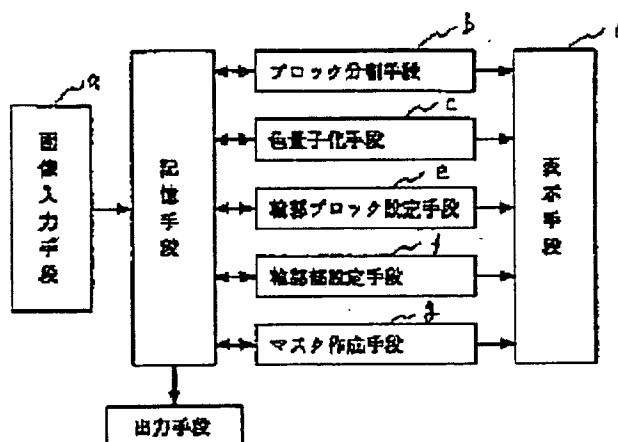 a
画像入力手段
記憶手段
b
ブロック分割手段
c
色量子化手段
e
輪郭ブロック設定手段
f
輪郭部設定手段
g
マスク作成手段
表示手段
出力手段